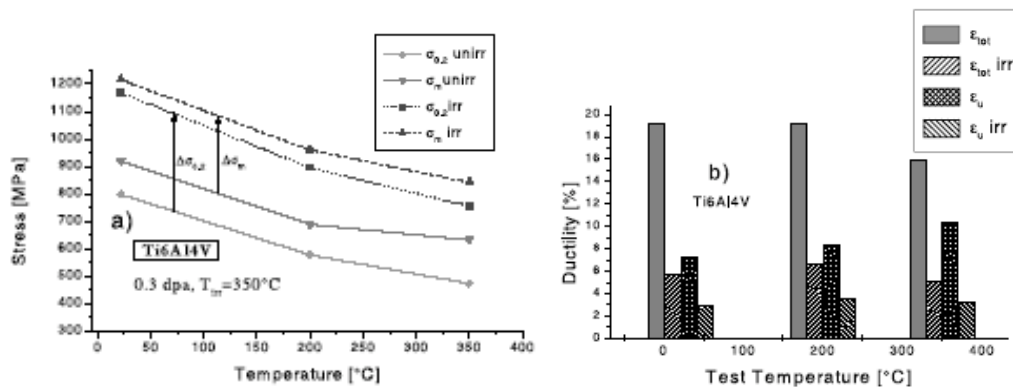 σ0,2 unirr
σm unirr
σ0,2 irr
σm irr
1200
1100
1000
900
800
700
600
500
400
300
Stress [MPa]
Δσ0,2
Δσm
a)
Ti6Al4V
0.3 dpa, Tirr=350°C
0 50 100 150 200 250 300 350 400
Temperature [°C]
εtot
εtot irr
εu
εu irr
20
18
16
14
12
10
8
6
4
2
0
Ductility [%]
b)
Ti6Al4V
0 100 200 300 400
Test Temperature [°C]